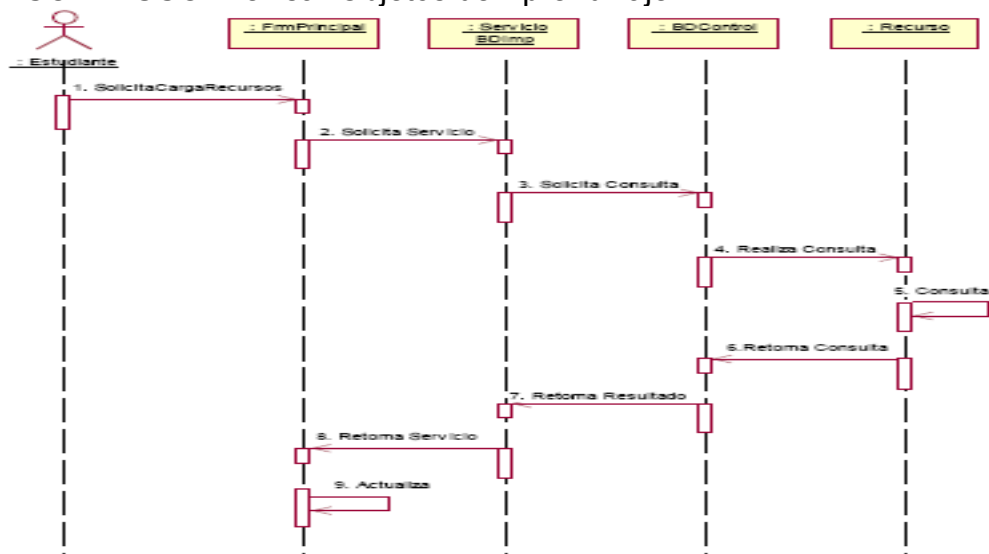 : FrmPrincipal
: Servicio
BDImp
: BDControl
: Recurso
: Estudiante
1. SolicitaCargaRecursos
2. Solicita Servicio
3. Solicita Consulta
4. Realiza Consulta
5. Consulta
6.Retorna Consulta
7. Retorna Resultado
8. Retorna Servicio
9. Actualiza